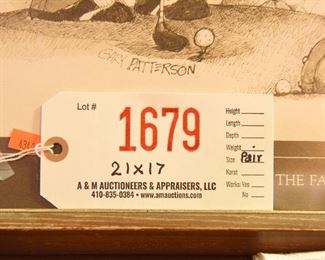 GARY PATTERSON
Lot #
1679
21x17
Height
Length
Depth
Weight
Size Pair
Karat
Works: Yes
No
A & M AUCTIONEERS & APPRAISERS, LLC
410-835-0384 • www.amauctions.com
THE FA